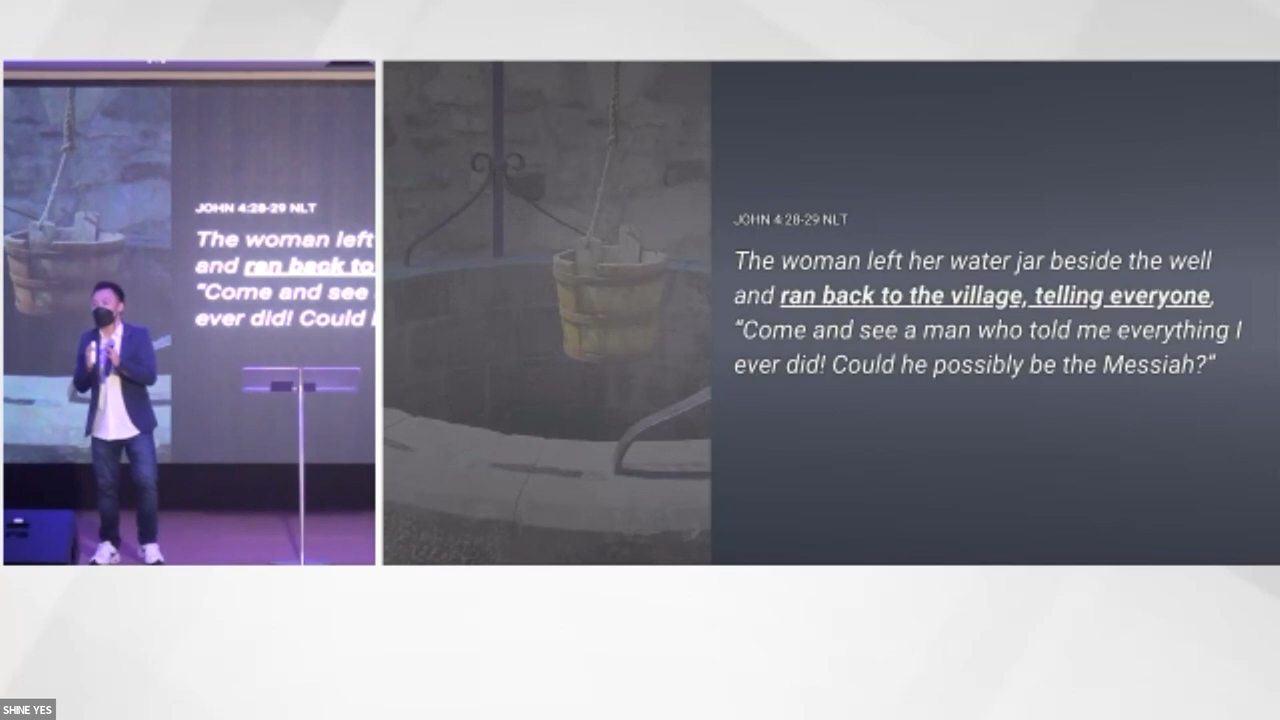 JOHN 4:28-29 NLT
The woman left
and ran back to
“Come and see
ever did! Could
JOHN 4:28-29 NLT
The woman left her water jar beside the well
and ran back to the village, telling everyone,
“Come and see a man who told me everything I
ever did! Could he possibly be the Messiah?”
SHINE YES